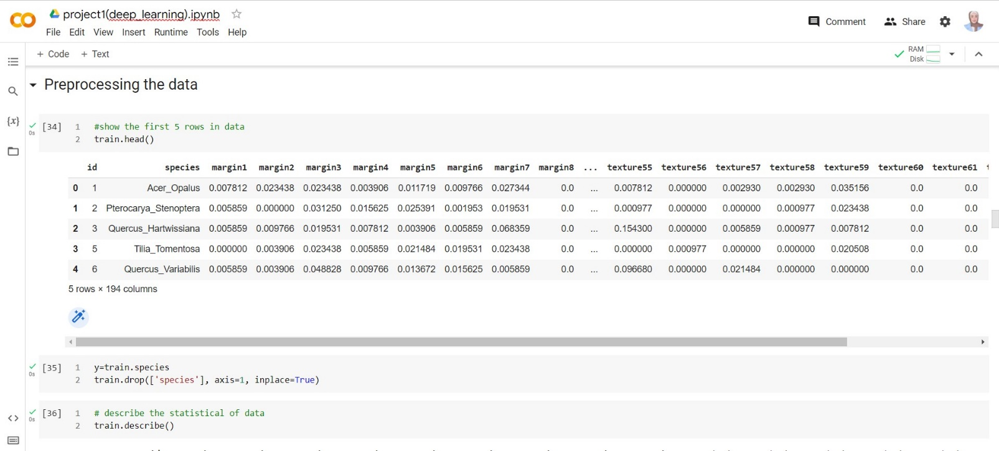 project1(deep_learning).ipynb
File Edit View Insert Runtime Tools Help
Comment Share
+ Code + Text
RAM
Disk
Preprocessing the data
{x}
[34] 1 #show the first 5 rows in data
2 train.head()
0s
id species margin1 margin2 margin3 margin4 margin5 margin6 margin7 margin8 ... texture55 texture56 texture57 texture58 texture59 texture60 texture61
0 1 Acer_Opalus 0.007812 0.023438 0.023438 0.003906 0.011719 0.009766 0.027344 0.0 ... 0.007812 0.000000 0.002930 0.002930 0.035156 0.0 0.0
1 2 Pterocarya_Stenoptera 0.005859 0.000000 0.031250 0.015625 0.025391 0.001953 0.019531 0.0 ... 0.000977 0.000000 0.000000 0.000977 0.023438 0.0 0.0
2 3 Quercus_Hartwissiana 0.005859 0.009766 0.019531 0.007812 0.003906 0.005859 0.068359 0.0 ... 0.154300 0.000000 0.005859 0.000977 0.007812 0.0 0.0
3 5 Tilia_Tomentosa 0.000000 0.003906 0.023438 0.005859 0.021484 0.019531 0.023438 0.0 ... 0.000000 0.000977 0.000000 0.000000 0.020508 0.0 0.0
4 6 Quercus_Variabilis 0.005859 0.003906 0.048828 0.009766 0.013672 0.015625 0.005859 0.0 ... 0.096680 0.000000 0.021484 0.000000 0.000000 0.0 0.0
5 rows × 194 columns
[35] 1 y=train.species
2 train.drop(['species'], axis=1, inplace=True)
0s
[36] 1 # describe the statistical of data
2 train.describe()
0s